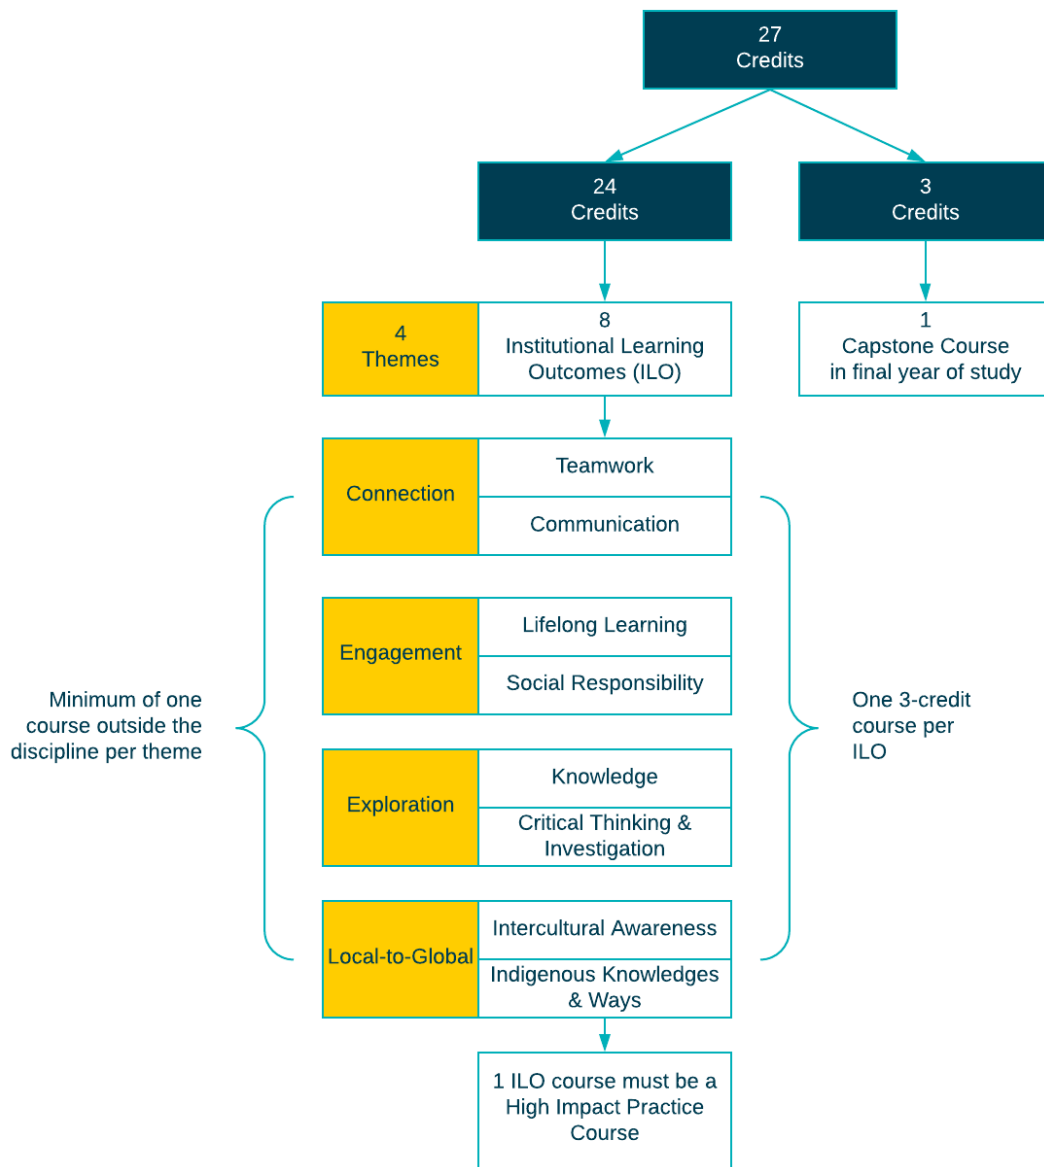 27
Credits
24
Credits
3
Credits
4
Themes
8
Institutional Learning
Outcomes (ILO)
1
Capstone Course
in final year of study
Connection
Teamwork
Communication
Engagement
Lifelong Learning
Social Responsibility
Minimum of one
course outside the
discipline per theme
One 3-credit
course per
ILO
Exploration
Knowledge
Critical Thinking &
Investigation
Local-to-Global
Intercultural Awareness
Indigenous Knowledges
& Ways
1 ILO course must be a
High Impact Practice
Course